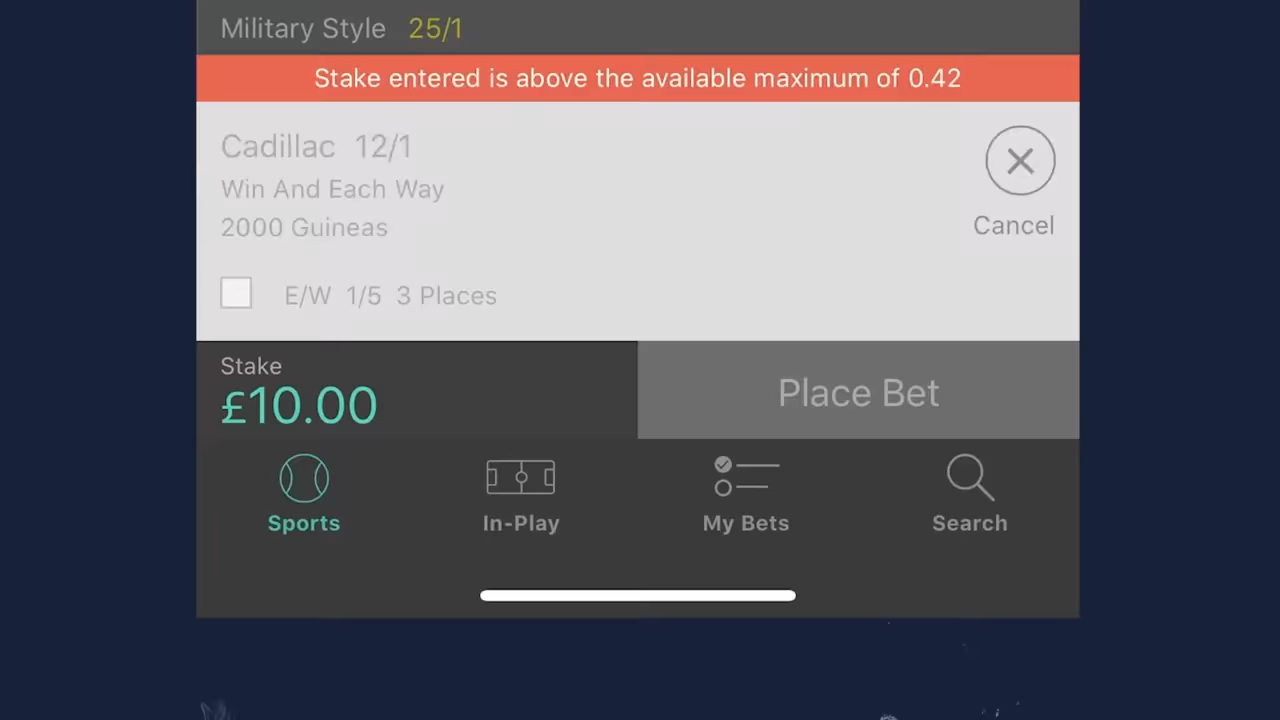 Military Style 25/1
Stake entered is above the available maximum of 0.42
Cadillac 12/1
Win And Each Way
2000 Guineas
Cancel
E/W 1/5 3 Places
Stake
£10.00
Place Bet
Sports In-Play My Bets Search